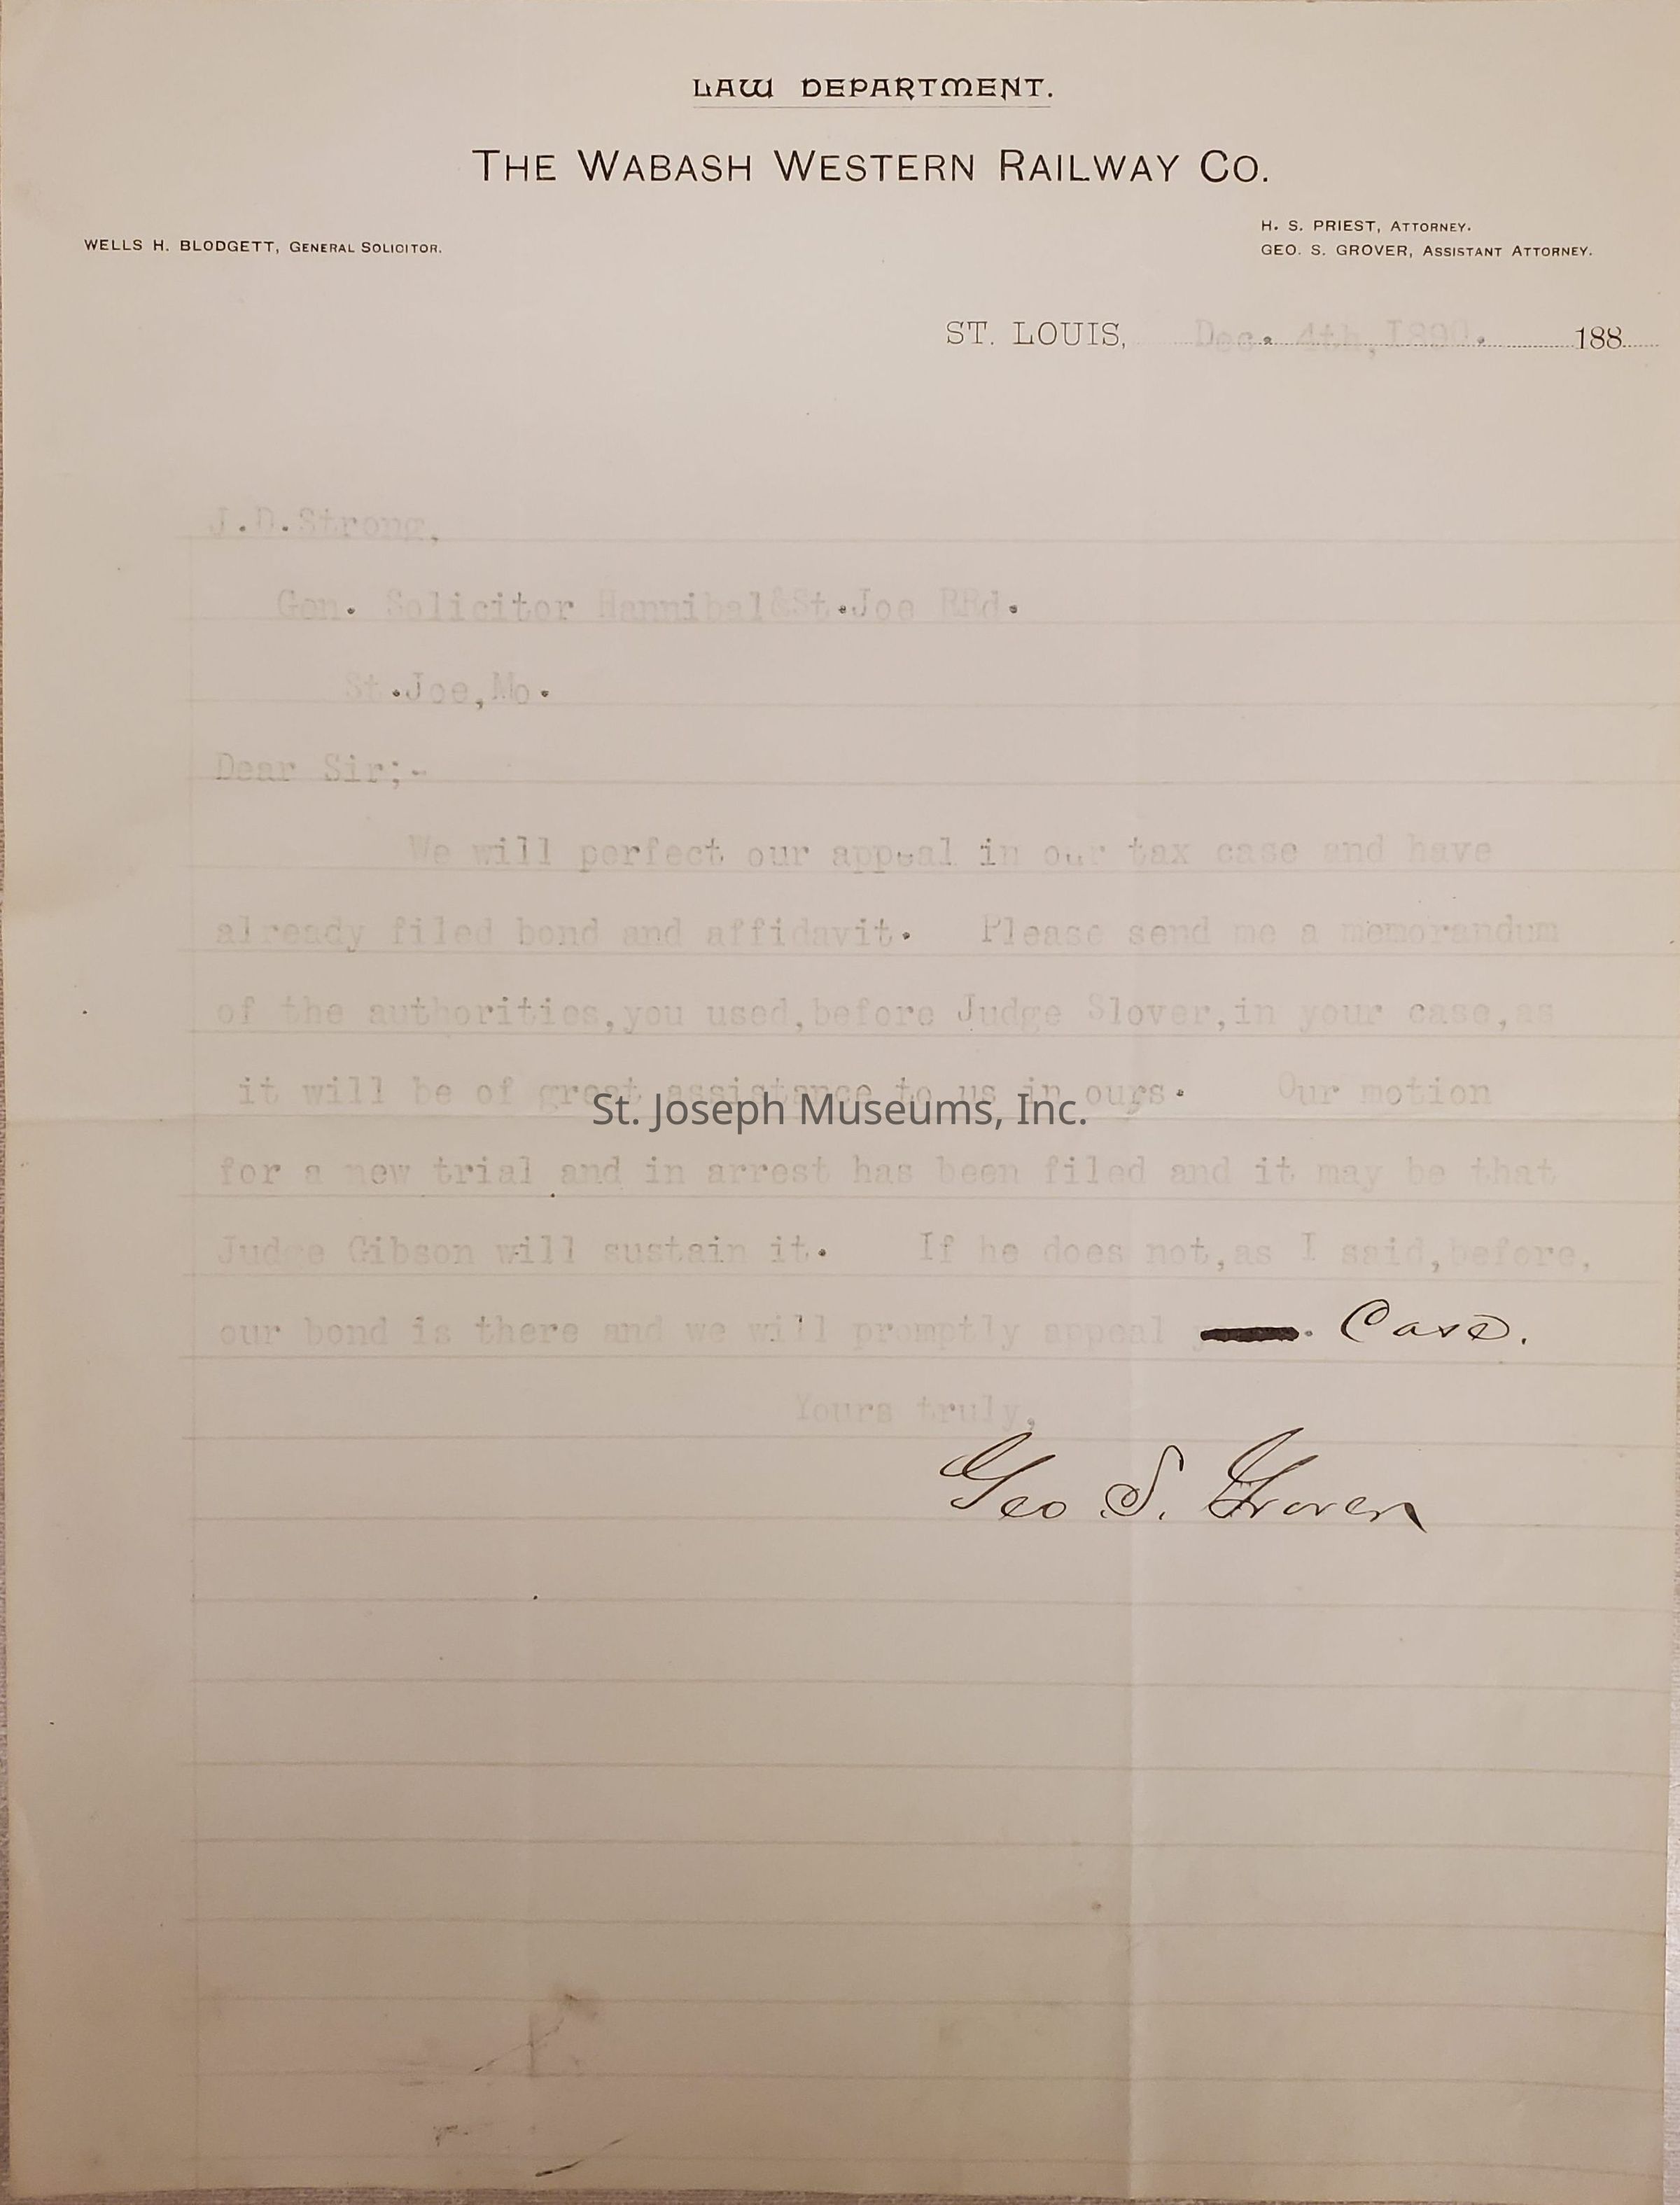 LAW DEPARTMENT.
THE WABASH WESTERN RAILWAY CO.
H. S. PRIEST, ATTORNEY.
WELLS H. BLODGETT, GENERAL SOLICITOR.
GEO. S. GROVER, ASSISTANT ATTORNEY.
ST. LOUIS, Dec. 4th,1890. 188
J.D.Strong,
Gen. Solicitor Hannibal&St.Joe RRd.
St.Joe,Mo.
Dear Sir;-
We will perfect our appeal in our tax case and have
already filed bond and affidavit. Please send me a memorandum
of the authorities,you used,before Judge Slover,in your case,as
it will be of great assistance to us in ours. Our motion
St. Joseph Museums, Inc.
for a new trial and in arrest has been filed and it may be that
Judge Gibson will sustain it. If he does not,as I said,before,
our bond is there and we will promptly appeal . Case.
Yours truly,
Geo S. Grover